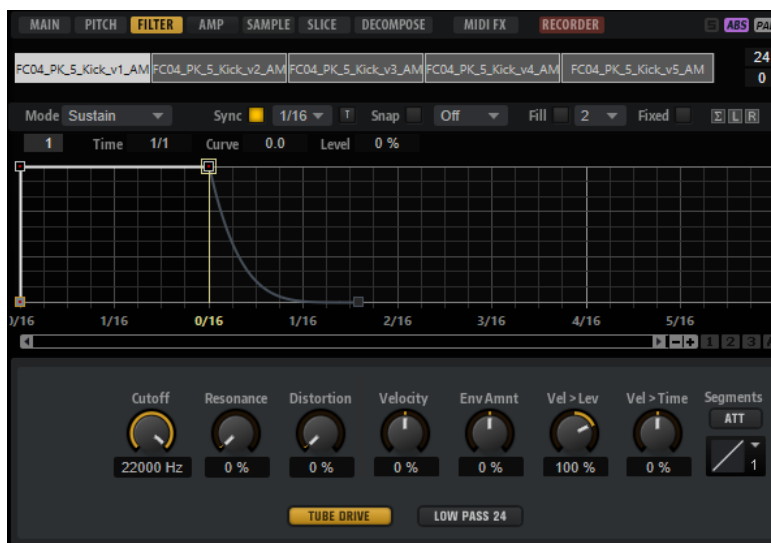 MAIN PITCH FILTER AMP SAMPLE SLICE DECOMPOSE MIDI FX RECORDER S ABS
FC04_PK_5_Kick_v1_AM FC04_PK_5_Kick_v2_AM FC04_PK_5_Kick_v3_AM FC04_PK_5_Kick_v4_AM FC04_PK_5_Kick_v5_AM 24
0
Mode Sustain Sync 1/16 T Snap Off Fill 2 Fixed Σ L R
1 Time 1/1 Curve 0.0 Level 0 %
0/16 1/16 0/16 1/16 2/16 3/16 4/16 5/16
1 2 3
Cutoff Resonance Distortion Velocity Env Amnt Vel > Lev Vel > Time Segments
ATT
22000 Hz 0 % 0 % 0 % 0 % 100 % 0 % 1
TUBE DRIVE LOW PASS 24